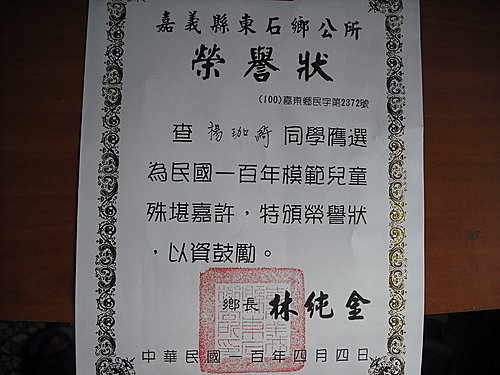 嘉義縣東石鄉公所
榮譽狀
(100)嘉東鄉民字第2372號
查 楊珈綺 同學膺選
為民國一百年模範兒童
殊堪嘉許，特頒榮譽狀
，以資鼓勵。
鄉長 林純金
中華民國一百年四月四日